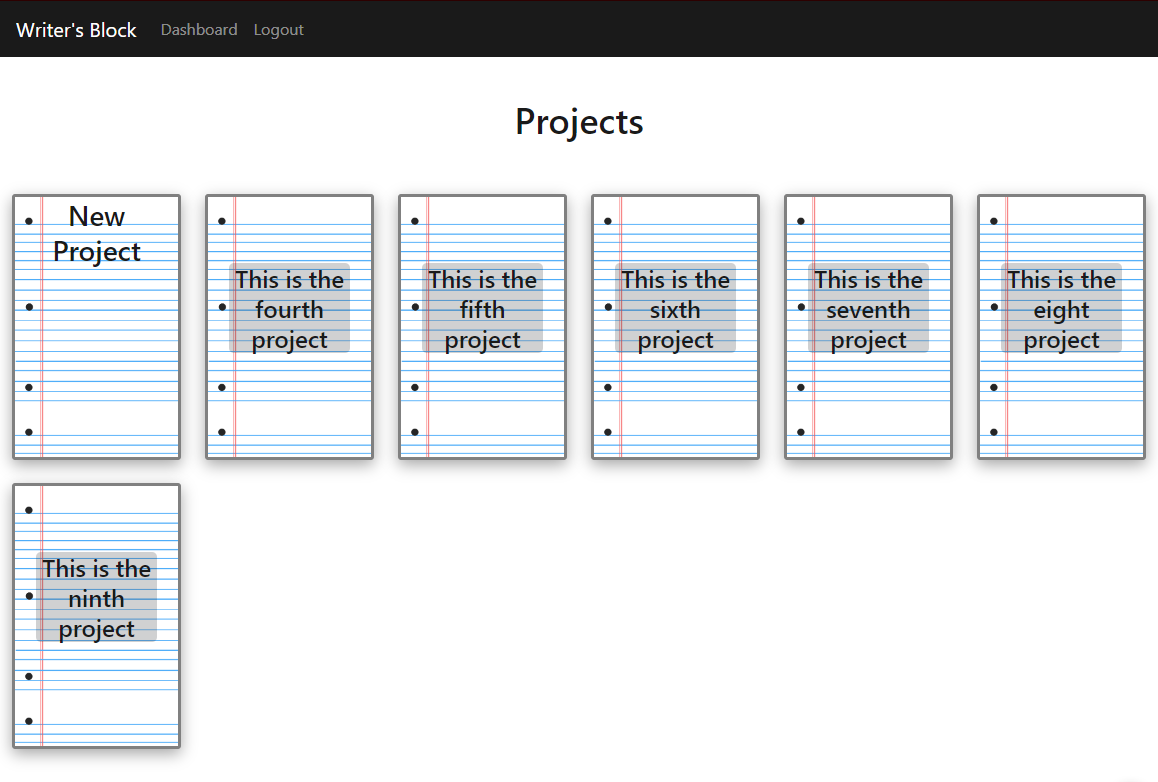 Writer's Block Dashboard Logout
Projects
New
Project
This is the
fourth
project
This is the
fifth
project
This is the
sixth
project
This is the
seventh
project
This is the
eight
project
This is the
ninth
project